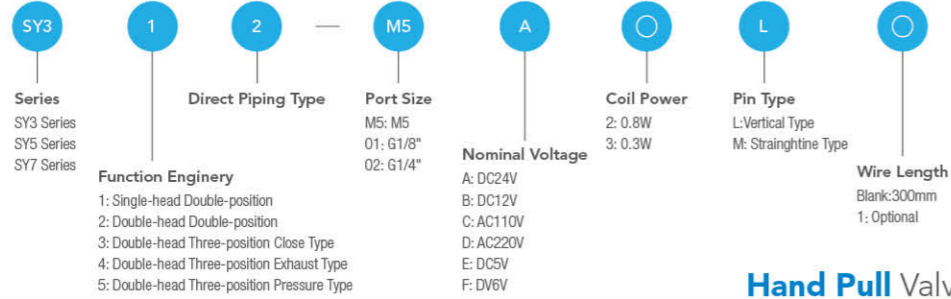 SY3 1 2 — M5 A ○ L ○
Series
SY3 Series
SY5 Series
SY7 Series
Function Enginery
1: Single-head Double-position
2: Double-head Double-position
3: Double-head Three-position Close Type
4: Double-head Three-position Exhaust Type
5: Double-head Three-position Pressure Type
Direct Piping Type
Port Size
M5: M5
01: G1/8"
02: G1/4"
Nominal Voltage
A: DC24V
B: DC12V
C: AC110V
D: AC220V
E: DC5V
F: DV6V
Coil Power
2: 0.8W
3: 0.3W
Pin Type
L:Vertical Type
M: Strainghtine Type
Wire Length
Blank:300mm
1: Optional
Hand Pull Valv